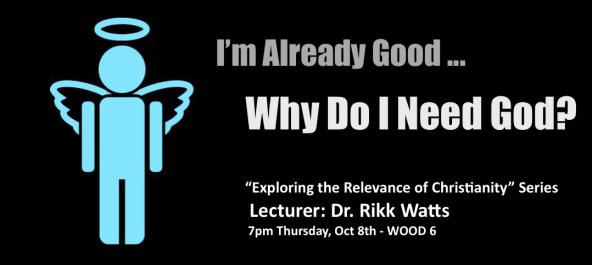 I'm Already Good ...
Why Do I Need God?
“Exploring the Relevance of Christianity” Series
Lecturer: Dr. Rikk Watts
7pm Thursday, Oct 8th - WOOD 6